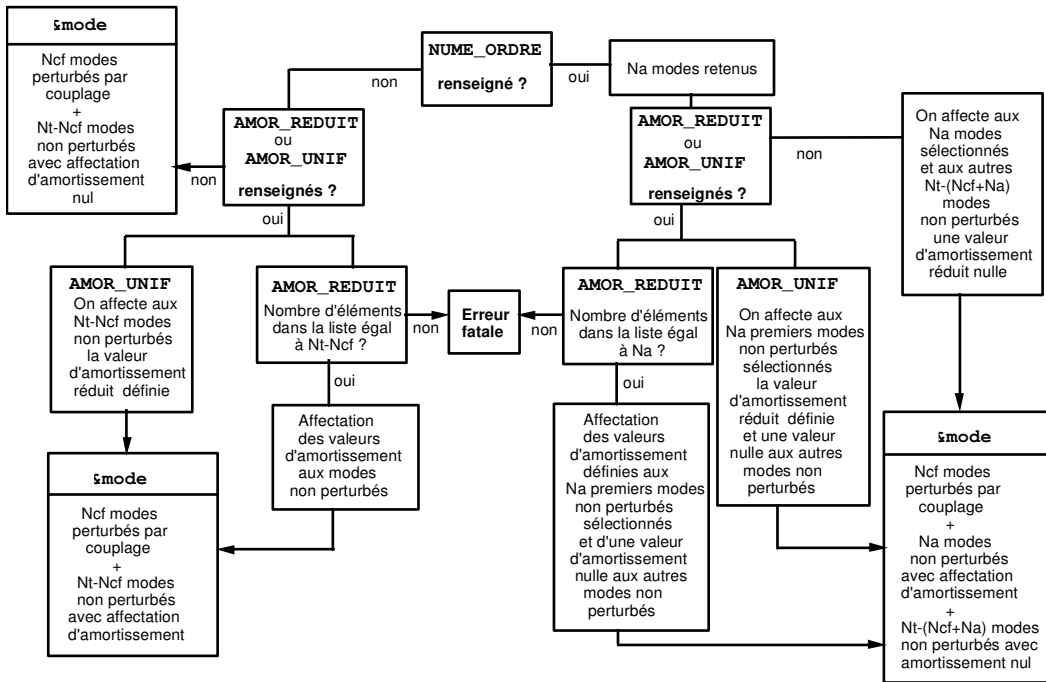 &mode
Ncf modes
perturbés par
couplage
+
Nt-Ncf modes
non perturbés
avec affectation
d'amortissement
nul
NUME_ORDRE
renseigné ?
non
oui
Na modes retenus
AMOR_REDUIT
ou
AMOR_UNIF
renseignés ?
non
oui
AMOR_REDUIT
ou
AMOR_UNIF
renseignés ?
non
oui
On affecte aux
Na modes
sélectionnés
et aux autres
Nt-(Ncf+Na)
modes
non perturbés
une valeur
d'amortissement
réduit nulle
AMOR_UNIF
On affecte aux
Nt-Ncf modes
non perturbés
la valeur
d'amortissement
réduit définie
AMOR_REDUIT
Nombre d'éléments
dans la liste égal
à Nt-Ncf ?
non
oui
Erreur
fatale
non
AMOR_REDUIT
Nombre d'éléments
dans la liste égal
à Na ?
oui
AMOR_UNIF
On affecte aux
Na premiers modes
non perturbés
sélectionnés
la valeur
d'amortissement
réduit définie
et une valeur
nulle aux autres
modes non
perturbés
Affectation
des valeurs
d'amortissement
aux modes
non perturbés
Affectation
des valeurs
d'amortissement
définies aux
Na premiers modes
non perturbés
sélectionnés
et d'une valeur
d'amortissement
nulle aux autres
modes non
perturbés
&mode
Ncf modes
perturbés par
couplage
+
Nt-Ncf modes
non perturbés
avec affectation
d'amortissement
&mode
Ncf modes
perturbés par
couplage
+
Na modes
non perturbés
avec affectation
d'amortissement
+
Nt-(Ncf+Na) modes
non perturbés avec
amortissement nul